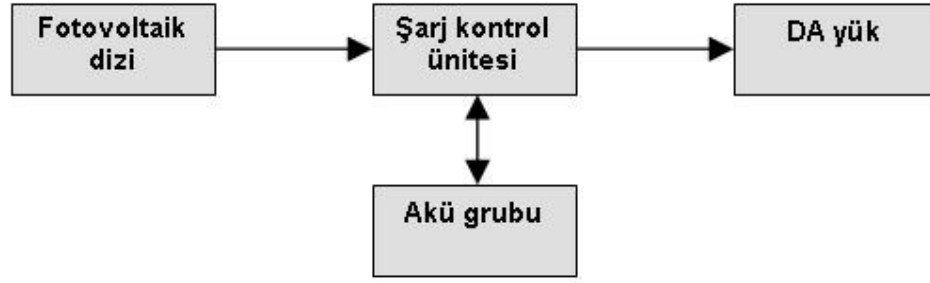 Fotovoltaik
dizi
Şarj kontrol
ünitesi
DA yük
Akü grubu